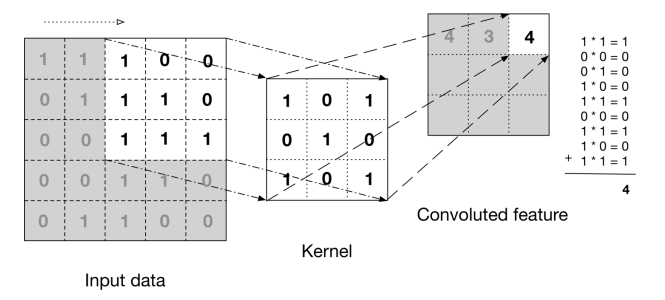 1 1 1 0 0
0 1 1 1 0
0 0 1 1 1
0 0 1 1 0
0 1 1 0 0
Input data
1 0 1
0 1 0
1 0 1
Kernel
4 3 4
Convoluted feature
1 * 1 = 1
0 * 0 = 0
0 * 1 = 0
1 * 0 = 0
1 * 1 = 1
0 * 0 = 0
1 * 1 = 1
1 * 0 = 0
+ 1 * 1 = 1
4